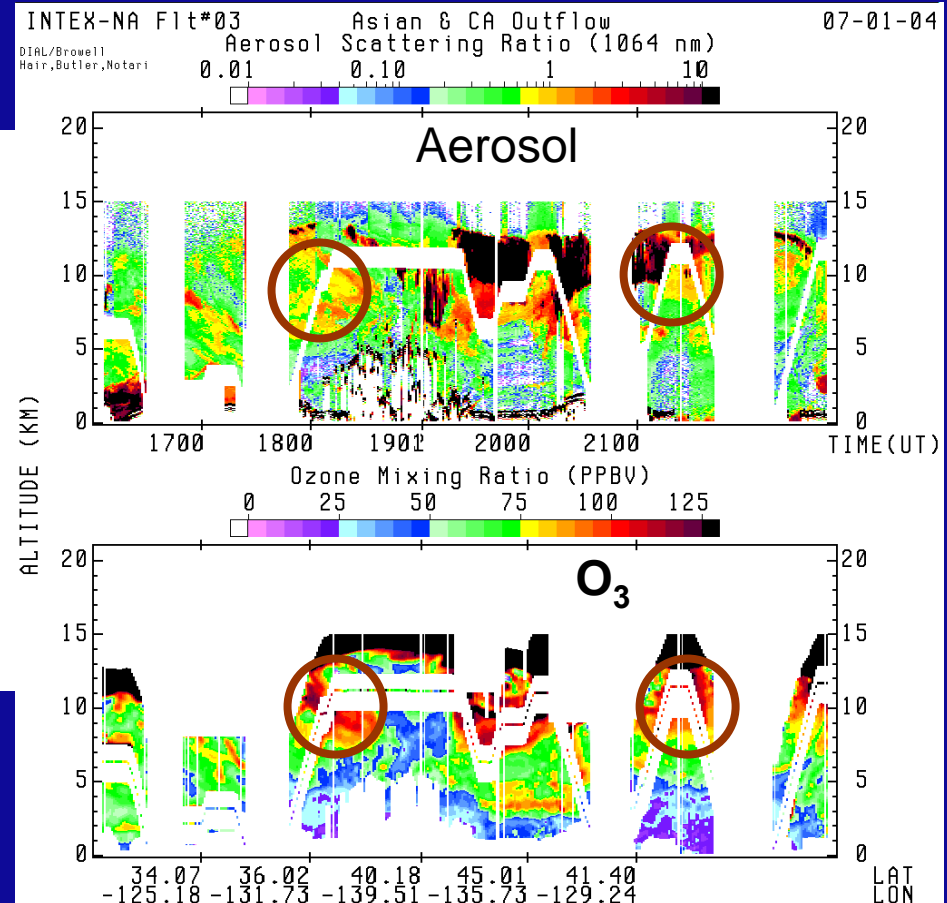 INTEX-NA Flt#03 Asian & CA Outflow 07-01-04
DIAL/Browell
Hair,Butler,Notari
Aerosol Scattering Ratio (1064 nm)
0.01 0.10 1 10
Aerosol
20 20
15 15
10 10
5 5
0 0
1700 1800 1901 2000 2100 TIME(UT)
ALTITUDE (KM)
Ozone Mixing Ratio (PPBV)
0 25 50 75 100 125
O₃
20 20
15 15
10 10
5 5
0 0
34.07 36.02 40.18 45.01 41.40 LAT
-125.18 -131.73 -139.51 -135.73 -129.24 LON